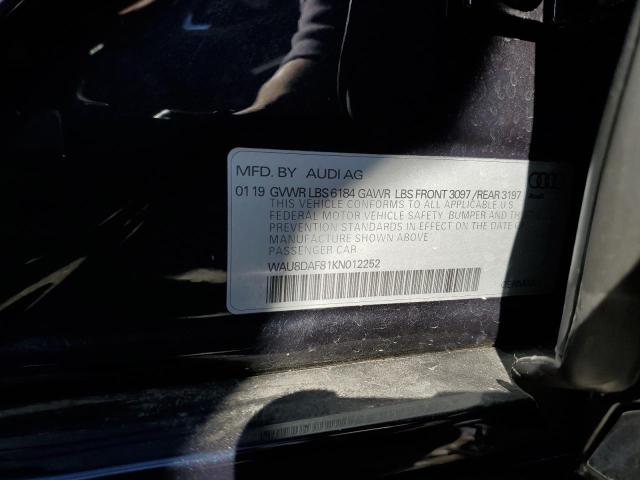 MFD. BY AUDI AG
01 19 GVWR LBS 6184 GAWR LBS FRONT 3097 /REAR 3197
THIS VEHICLE CONFORMS TO ALL APPLICABLE U.S.
FEDERAL MOTOR VEHICLE SAFETY, BUMPER AND
PREVENTION STANDARDS IN EFFECT ON THE DATE
MANUFACTURE SHOWN ABOVE
PASSENGER CAR
WAU8DAF81KN012252